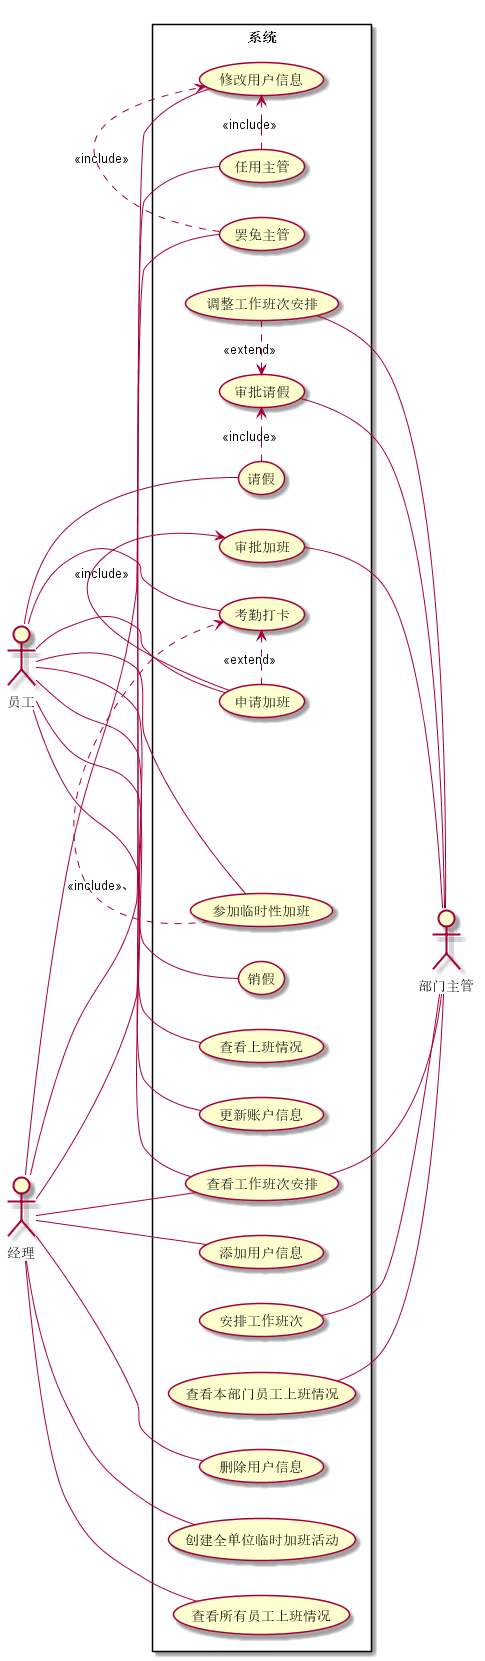 系统
修改用户信息
«include»
任用主管
«include»
罢免主管
调整工作班次安排
«extend»
审批请假
«include»
请假
审批加班
«include»
考勤打卡
«extend»
员工
申请加班
«include»、
参加临时性加班
销假
部门主管
查看上班情况
更新账户信息
查看工作班次安排
经理
添加用户信息
安排工作班次
查看本部门员工上班情况
删除用户信息
创建全单位临时加班活动
查看所有员工上班情况